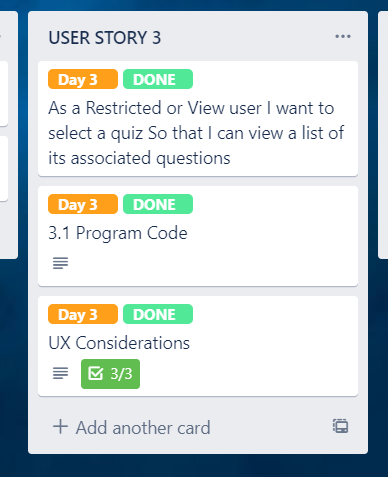 USER STORY 3
Day 3 DONE
As a Restricted or View user I want to
select a quiz So that I can view a list of
its associated questions
Day 3 DONE
3.1 Program Code
Day 3 DONE
UX Considerations
3/3
Add another card